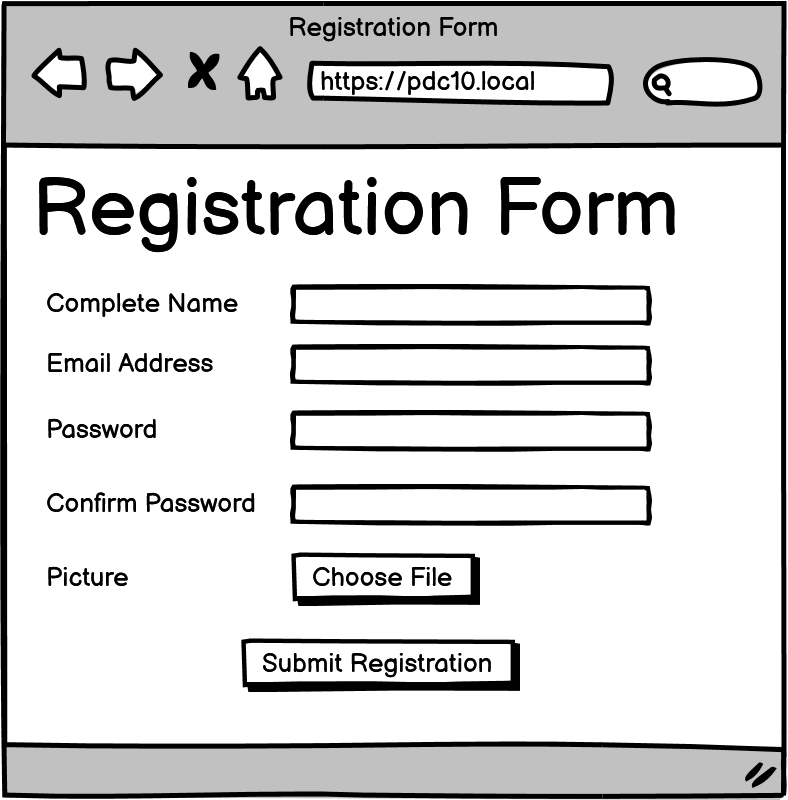 Registration Form
https://pdc10.local
Registration Form
Complete Name
Email Address
Password
Confirm Password
Picture
Choose File
Submit Registration